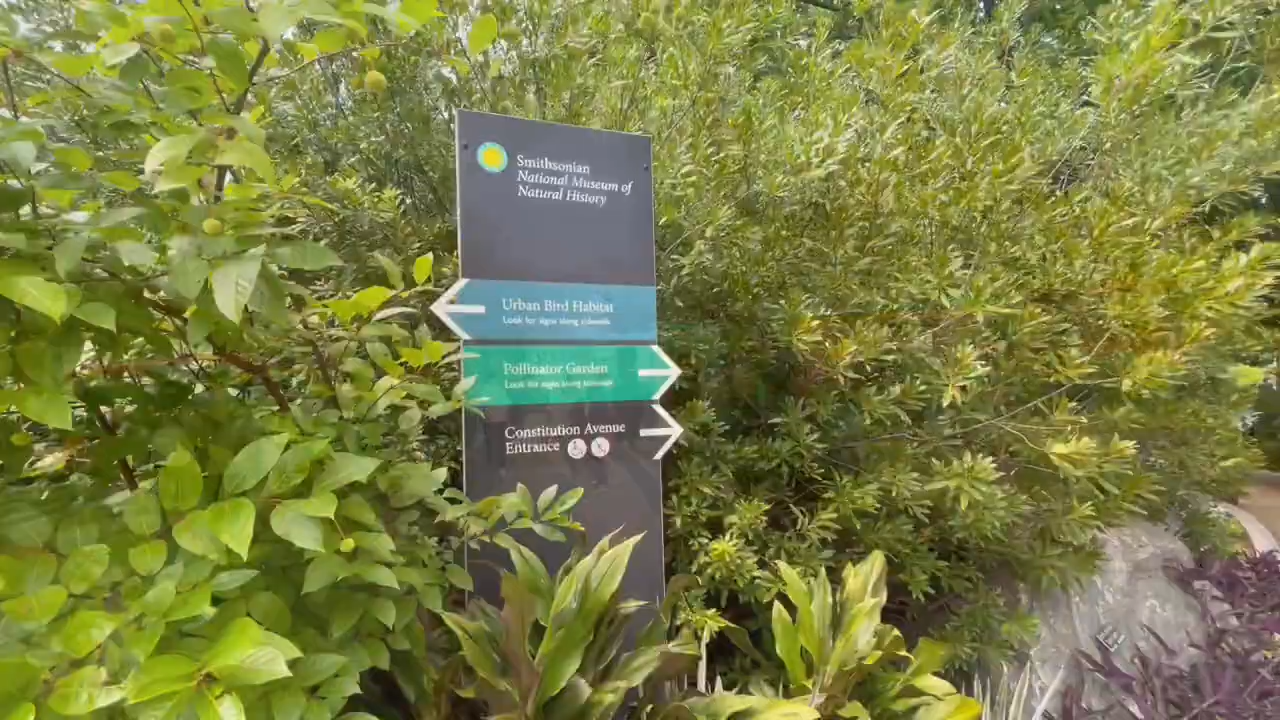 Smithsonian
National Museum of
Natural History
Urban Bird Habitat
Look for signs along sidewalk
Pollinator Garden
Look for signs along sidewalk
Constitution Avenue
Entrance